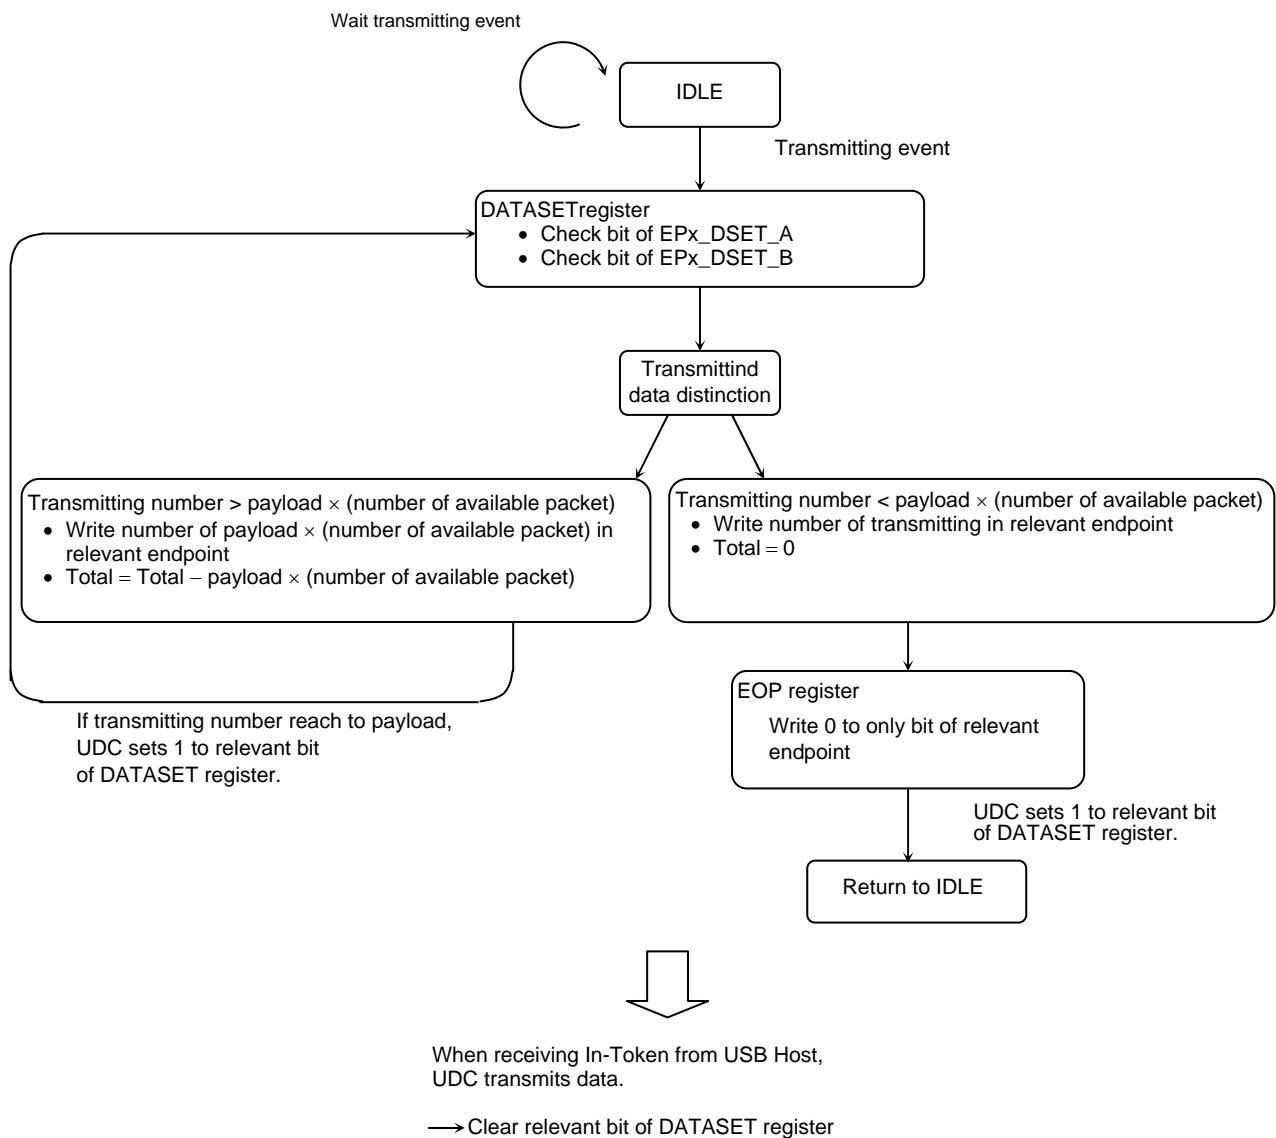 Wait transmitting event
IDLE
Transmitting event
DATASETregister
• Check bit of EPx_DSET_A
• Check bit of EPx_DSET_B
Transmittind
data distinction
Transmitting number > payload × (number of available packet)
• Write number of payload × (number of available packet) in
relevant endpoint
• Total = Total − payload × (number of available packet)
Transmitting number < payload × (number of available packet)
• Write number of transmitting in relevant endpoint
• Total = 0
If transmitting number reach to payload,
UDC sets 1 to relevant bit
of DATASET register.
EOP register
Write 0 to only bit of relevant
endpoint
UDC sets 1 to relevant bit
of DATASET register.
Return to IDLE
When receiving In-Token from USB Host,
UDC transmits data.
Clear relevant bit of DATASET register